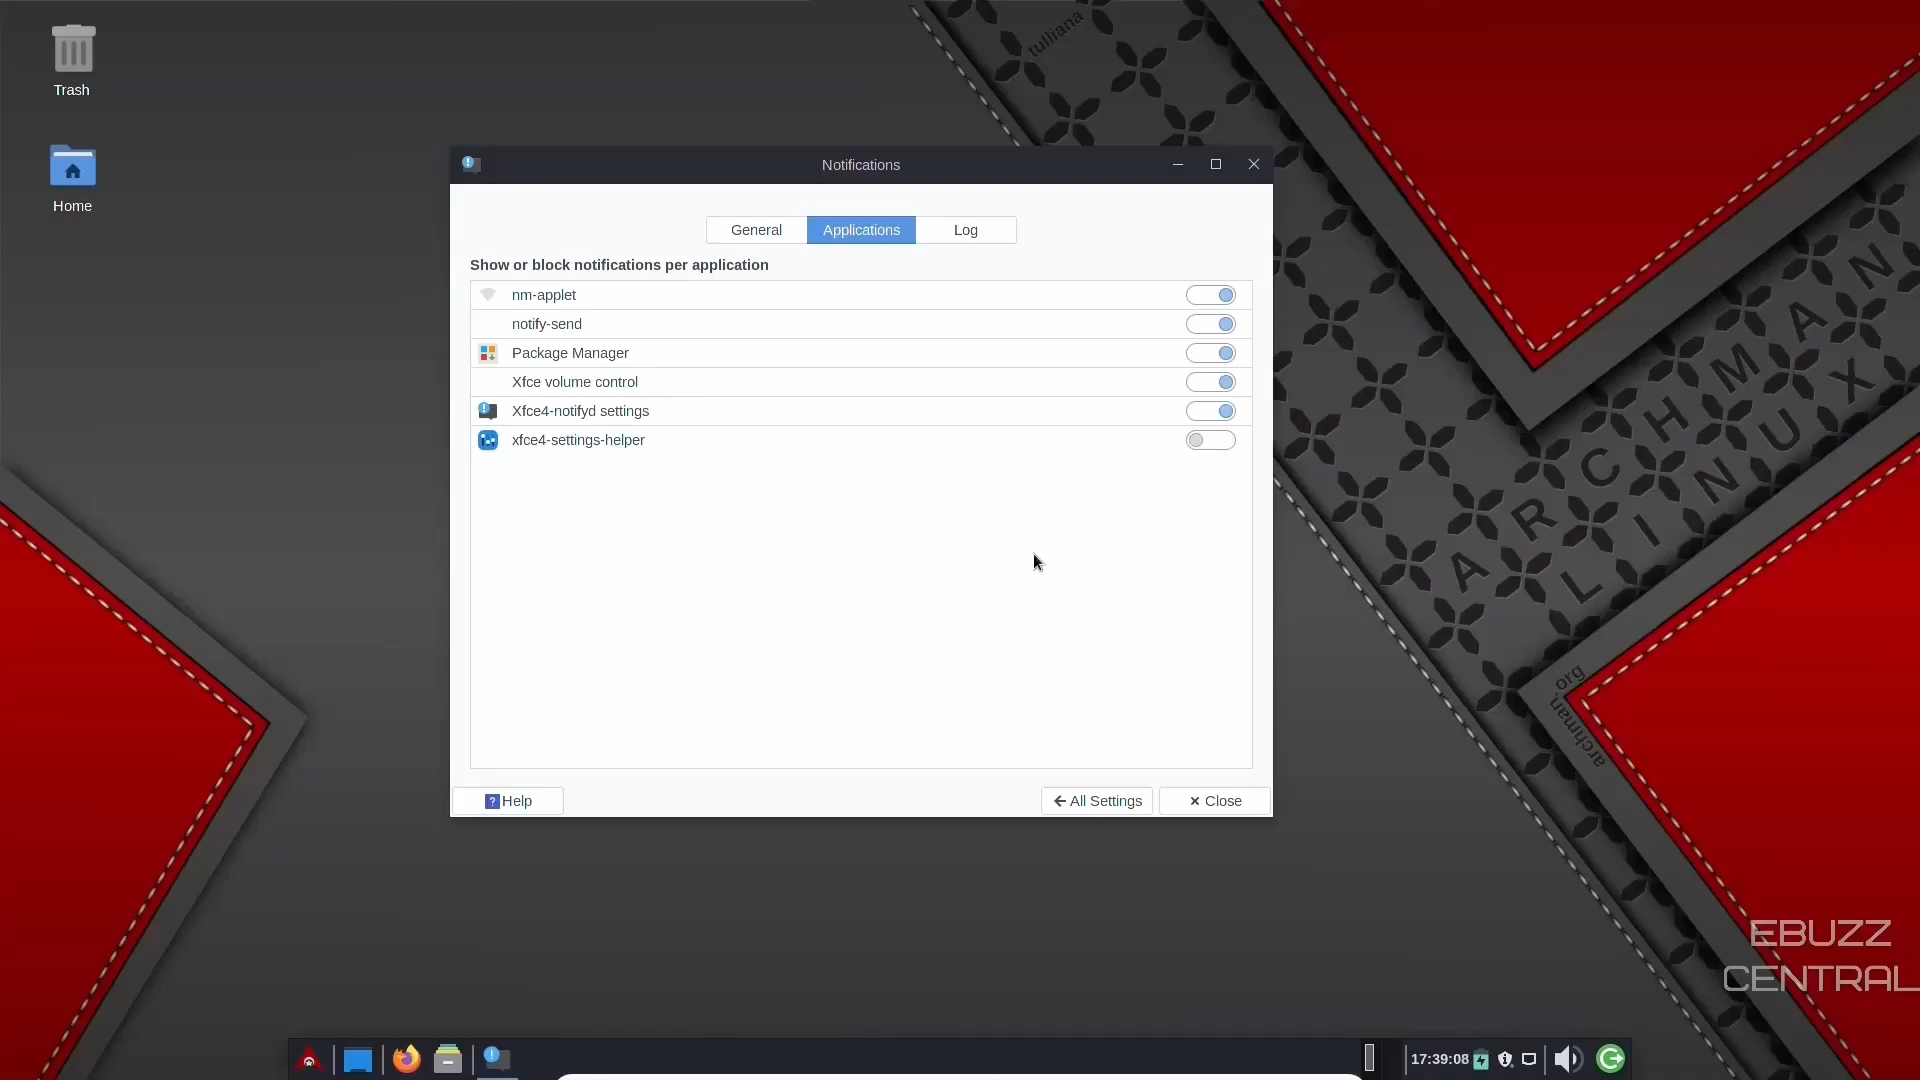 Trash
Home
tulliana
Notifications
General
Applications
Log
Show or block notifications per application
nm-applet
notify-send
Package Manager
Xfce volume control
Xfce4-notifyd settings
xfce4-settings-helper
Help
All Settings
Close
ARCHMAN
LINUX
archman.org
EBUZZ
CENTRAL
17:39:08